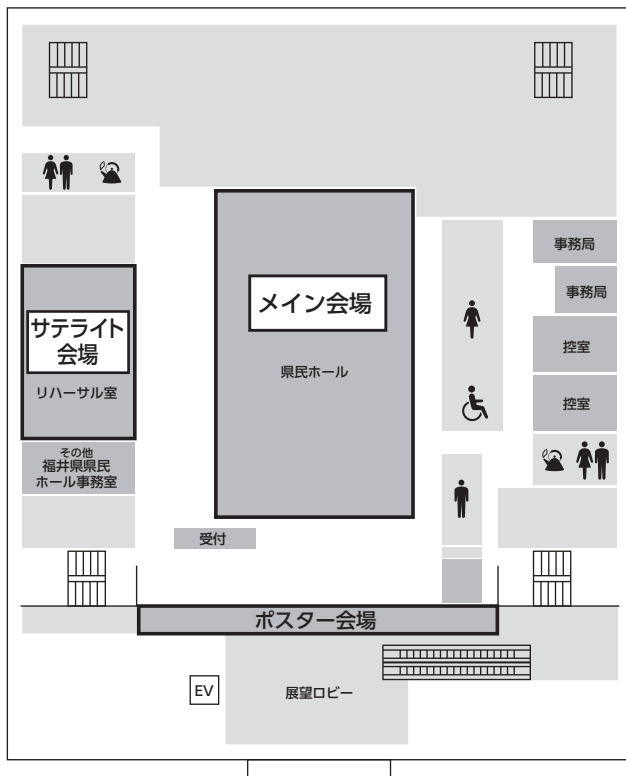 事務局
メイン会場
事務局
サテライト
会場
県民ホール
控室
リハーサル室
控室
その他
福井県県民
ホール事務室
受付
ポスター会場
EV
展望ロビー